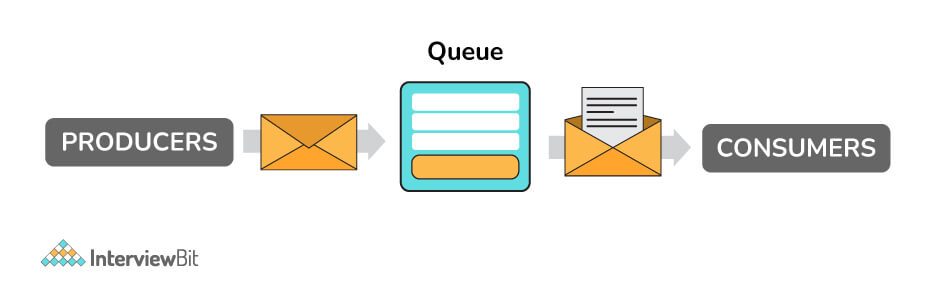 Queue
PRODUCERS
CONSUMERS
InterviewBit